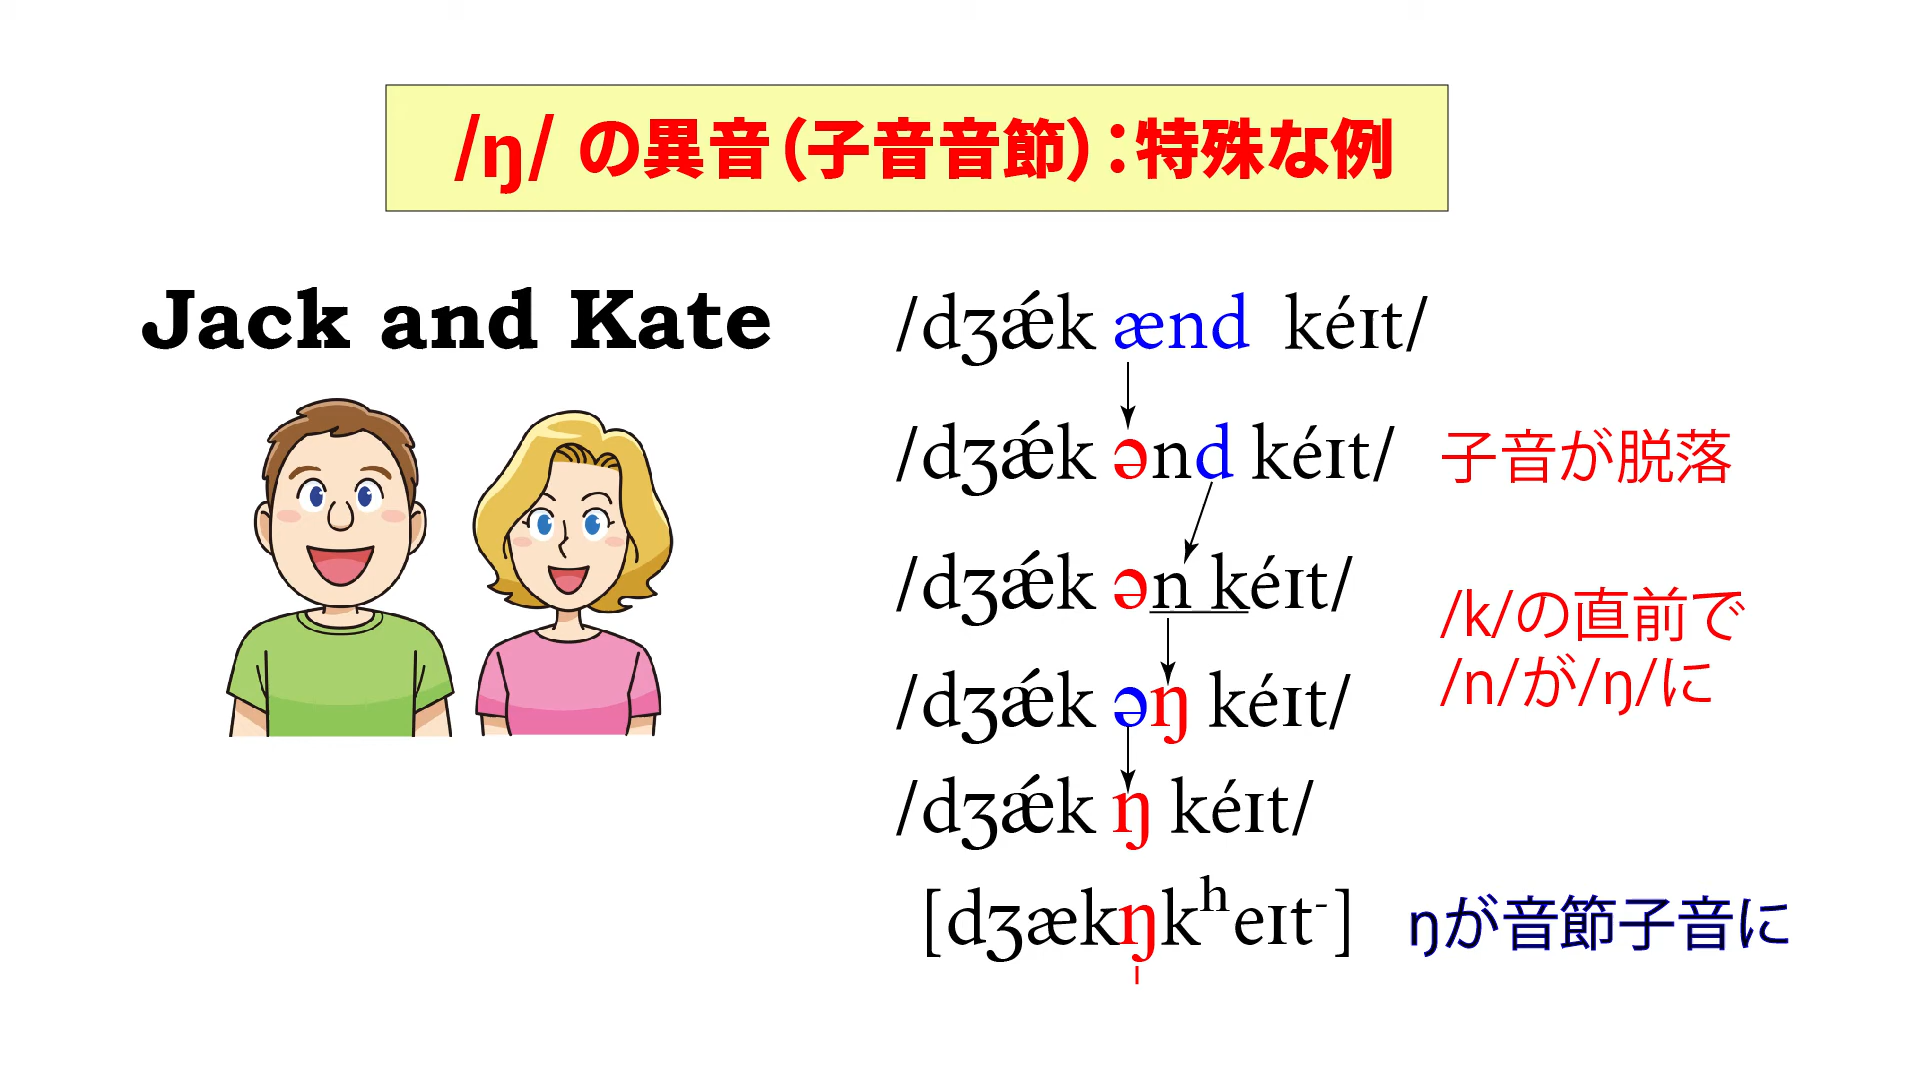 /ŋ/ の異音(子音音節):特殊な例
Jack and Kate
/dʒǽk ænd kéɪt/
/dʒǽk ənd kéɪt/ 子音が脱落
/dʒǽk ən kéɪt/
/k/の直前で
/n/が/ŋ/に
/dʒǽk əŋ kéɪt/
/dʒǽk ŋ kéɪt/
[dʒækŋ̩kʰeɪt˗] ŋが音節子音に